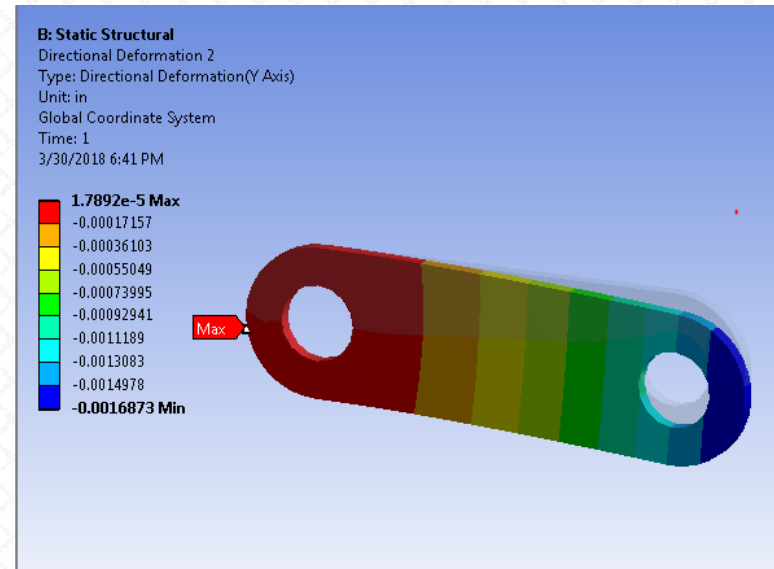 B: Static Structural
Directional Deformation 2
Type: Directional Deformation(Y Axis)
Unit: in
Global Coordinate System
Time: 1
3/30/2018 6:41 PM
1.7892e-5 Max
-0.00017157
-0.00036103
-0.00055049
-0.00073995
-0.00092941
-0.0011189
-0.0013083
-0.0014978
-0.0016873 Min
Max